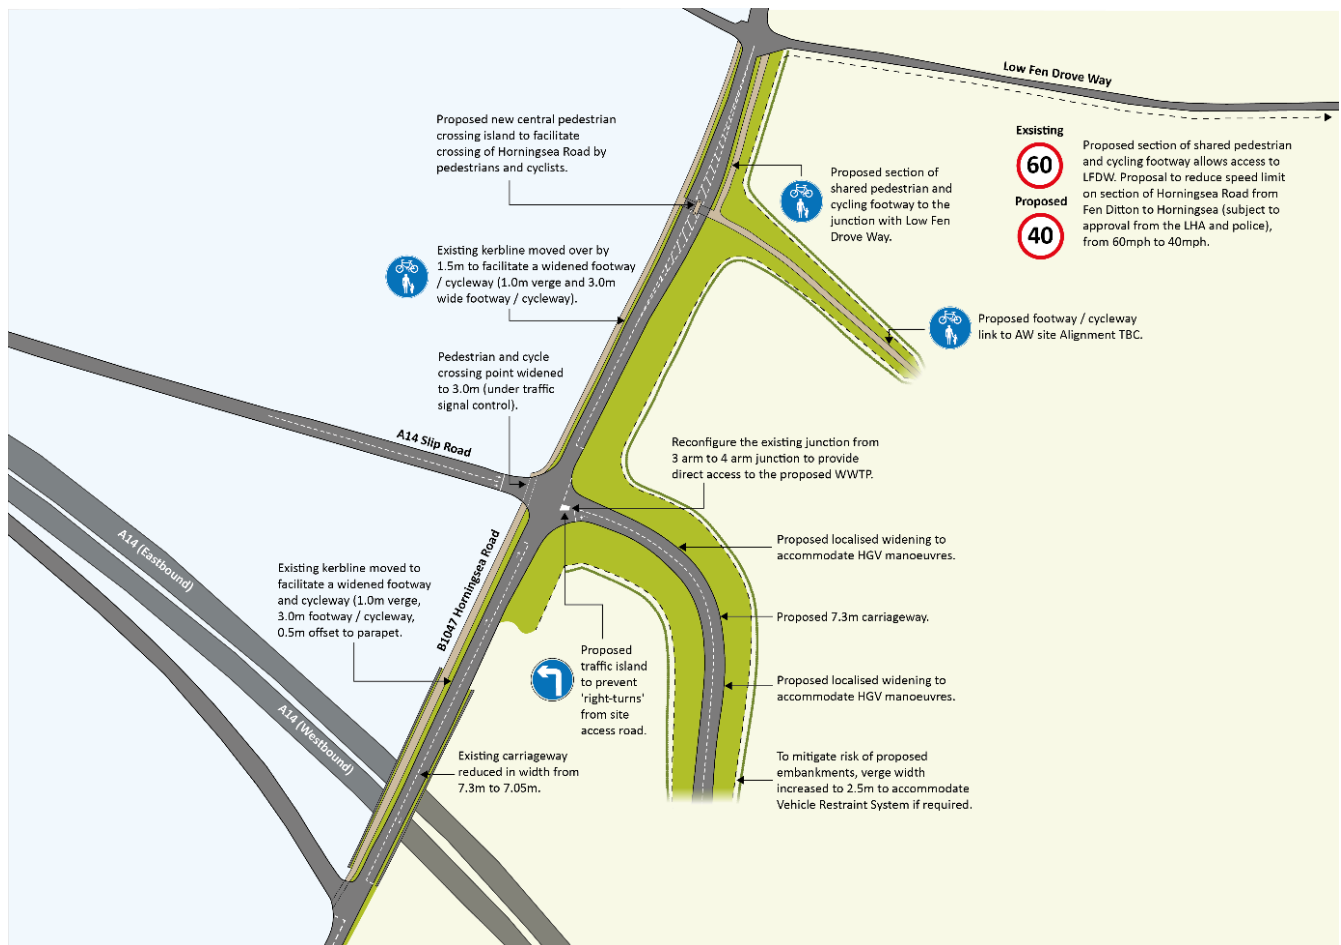 Low Fen Drove Way
Proposed new central pedestrian
crossing island to facilitate
crossing of Horningsea Road by
pedestrians and cyclists.
Exsisting
60
Proposed
40
Proposed section of shared pedestrian
and cycling footway allows access to
LFDW. Proposal to reduce speed limit
on section of Horningsea Road from
Fen Ditton to Horningsea (subject to
approval from the LHA and police),
from 60mph to 40mph.
Proposed section of
shared pedestrian and
cycling footway to the
junction with Low Fen
Drove Way.
Existing kerbline moved over by
1.5m to facilitate a widened footway
/ cycleway (1.0m verge and 3.0m
wide footway / cycleway).
Proposed footway / cycleway
link to AW site Alignment TBC.
Pedestrian and cycle
crossing point widened
to 3.0m (under traffic
signal control).
A14 Slip Road
Reconfigure the existing junction from
3 arm to 4 arm junction to provide
direct access to the proposed WWTP.
A14 (Eastbound)
A14 (Westbound)
B1047 Horningsea Road
Existing kerbline moved to
facilitate a widened footway
and cycleway (1.0m verge,
3.0m footway / cycleway,
0.5m offset to parapet.
Proposed localised widening to
accommodate HGV manoeuvres.
Proposed 7.3m carriageway.
Proposed
traffic island
to prevent
'right-turns'
from site
access road.
Proposed localised widening to
accommodate HGV manoeuvres.
Existing carriageway
reduced in width from
7.3m to 7.05m.
To mitigate risk of proposed
embankments, verge width
increased to 2.5m to accommodate
Vehicle Restraint System if required.